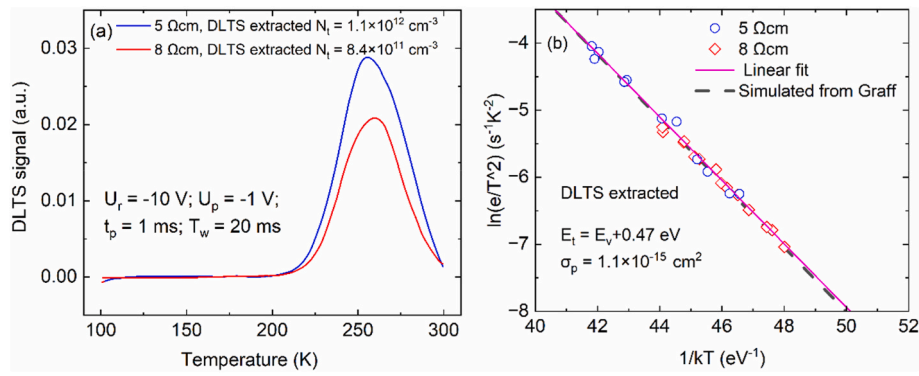 (a)
5 Ωcm, DLTS extracted Nt = 1.1×10¹² cm⁻³
8 Ωcm, DLTS extracted Nt = 8.4×10¹¹ cm⁻³
0.03
0.02
0.01
0.00
DLTS signal (a.u.)
Ur = -10 V; Up = -1 V;
tp = 1 ms; Tw = 20 ms
100
150
200
250
300
Temperature (K)
(b)
5 Ωcm
8 Ωcm
Linear fit
Simulated from Graff
-4
-5
-6
-7
-8
ln(e/T^2) (s⁻¹K⁻²)
DLTS extracted
Et = Ev+0.47 eV
σp = 1.1×10⁻¹⁵ cm²
40
42
44
46
48
50
52
1/kT (eV⁻¹)